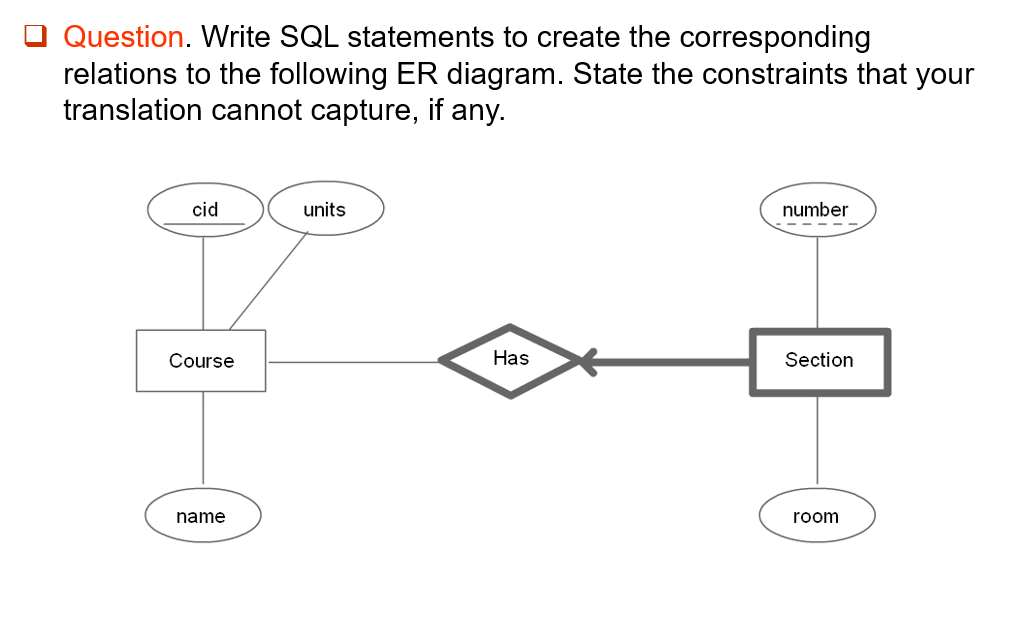 Question. Write SQL statements to create the corresponding
relations to the following ER diagram. State the constraints that your
translation cannot capture, if any.
cid
units
number
Course
Has
Section
name
room